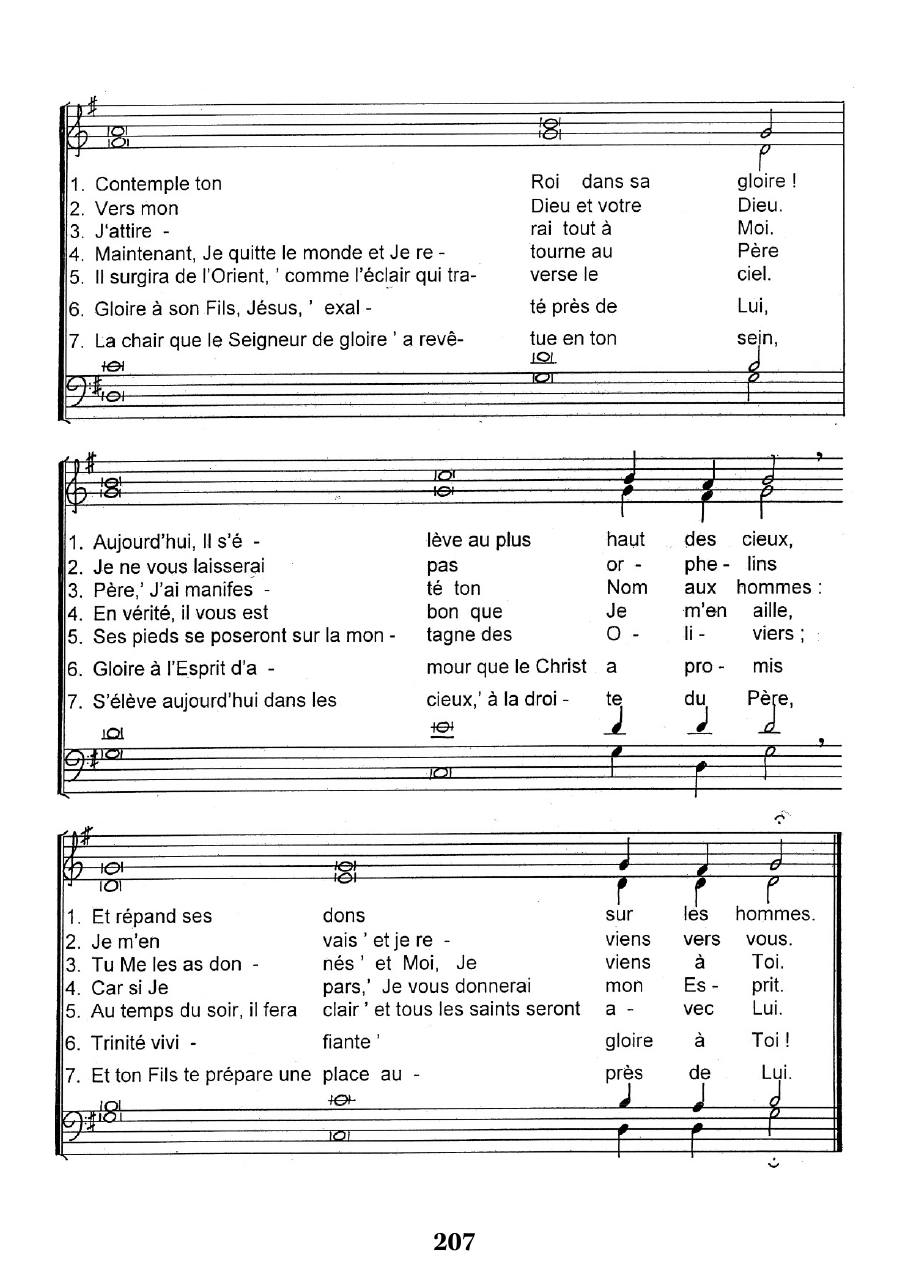 1. Contemple ton Roi dans sa gloire !
2. Vers mon Dieu et votre Dieu.
3. J'attire - rai tout à Moi.
4. Maintenant, Je quitte le monde et Je re - tourne au Père
5. Il surgira de l'Orient, ' comme l'éclair qui tra- verse le ciel.
6. Gloire à son Fils, Jésus, ' exal - té près de Lui,
7. La chair que le Seigneur de gloire ' a revê- tue en ton sein,
1. Aujourd'hui, Il s'é - lève au plus haut des cieux,
2. Je ne vous laisserai pas or - phe - lins
3. Père,' J'ai manifes - té ton Nom aux hommes :
4. En vérité, il vous est bon que Je m'en aille,
5. Ses pieds se poseront sur la mon - tagne des O - li - viers ;
6. Gloire à l'Esprit d'a - mour que le Christ a pro - mis
7. S'élève aujourd'hui dans les cieux,' à la droi - te du Père,
1. Et répand ses dons sur les hommes.
2. Je m'en vais ' et je re - viens vers vous.
3. Tu Me les as don - nés ' et Moi, Je viens à Toi.
4. Car si Je pars,' Je vous donnerai mon Es - prit.
5. Au temps du soir, il fera clair ' et tous les saints seront a - vec Lui.
6. Trinité vivi - fiante ' gloire à Toi !
7. Et ton Fils te prépare une place au - près de Lui.
207